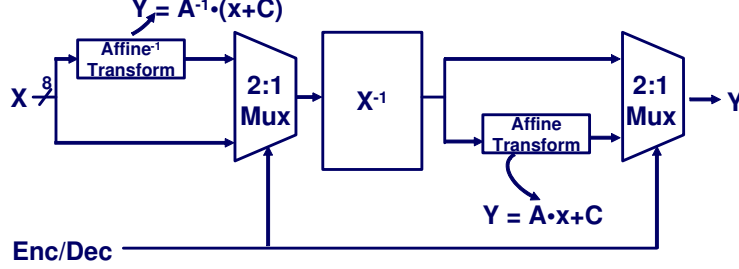 Y = A⁻¹•(x+C)
Affine⁻¹
Transform
8
X
2:1
Mux
X⁻¹
2:1
Mux
Y
Affine
Transform
Y = A•x+C
Enc/Dec